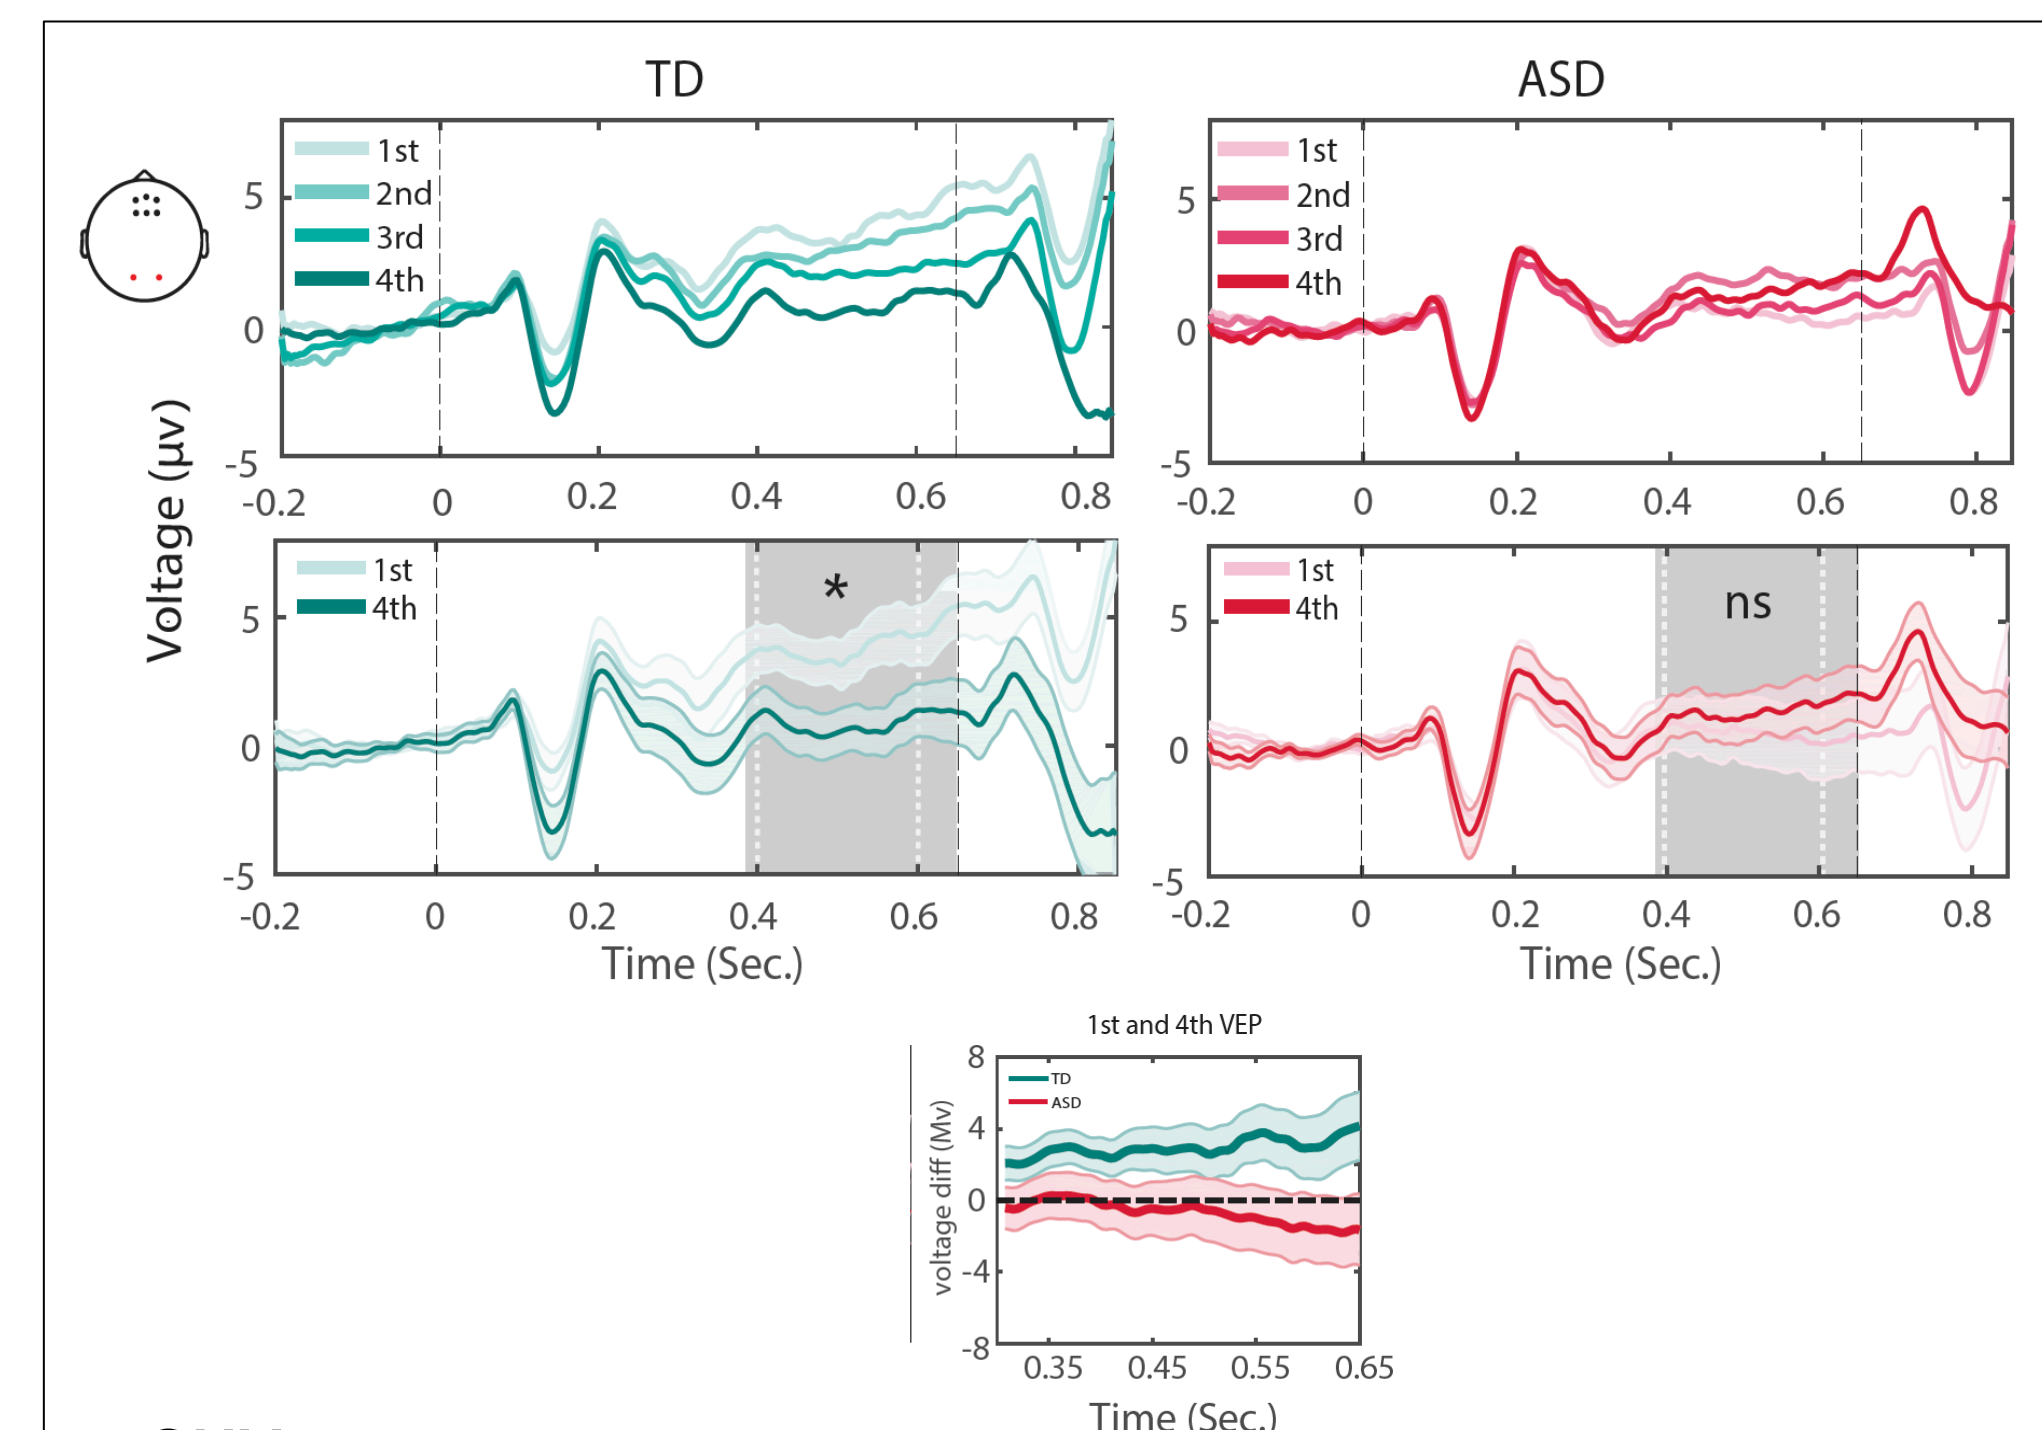 TD
ASD
1st
2nd
3rd
4th
5
0
-5
-0.2 0 0.2 0.4 0.6 0.8
1st
2nd
3rd
4th
5
0
-5
-0.2 0 0.2 0.4 0.6 0.8
Voltage (µv)
1st
4th
*
5
0
-5
-0.2 0 0.2 0.4 0.6 0.8
Time (Sec.)
1st
4th
ns
5
0
-5
-0.2 0 0.2 0.4 0.6 0.8
Time (Sec.)
1st and 4th VEP
TD
ASD
voltage diff (Mv)
8
4
0
-4
-8
0.35 0.45 0.55 0.65
Time (Sec.)